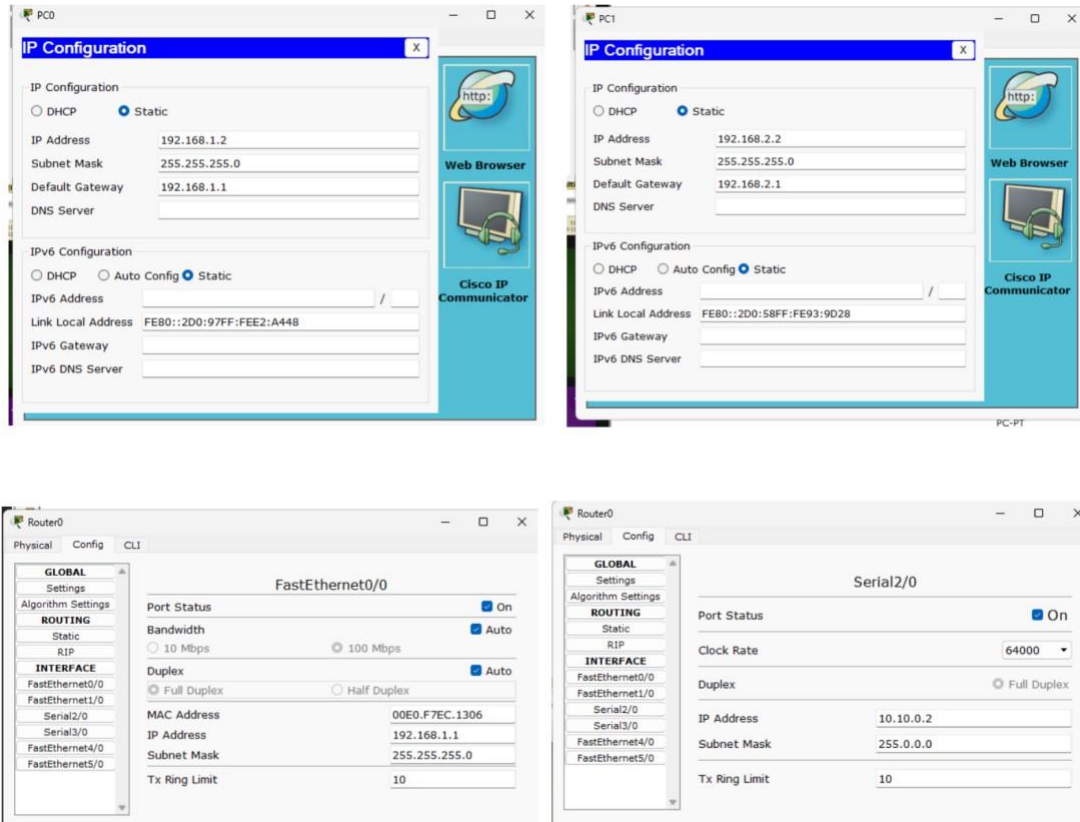 PC0
IP Configuration
X
IP Configuration
DHCP
Static
IP Address
192.168.1.2
Subnet Mask
255.255.255.0
Default Gateway
192.168.1.1
DNS Server
IPv6 Configuration
DHCP
Auto Config
Static
IPv6 Address
/
Link Local Address
FE80::2D0:97FF:FEE2:A448
IPv6 Gateway
IPv6 DNS Server
http:
Web Browser
Cisco IP
Communicator
PC1
IP Configuration
X
IP Configuration
DHCP
Static
IP Address
192.168.2.2
Subnet Mask
255.255.255.0
Default Gateway
192.168.2.1
DNS Server
IPv6 Configuration
DHCP
Auto Config
Static
IPv6 Address
/
Link Local Address
FE80::2D0:58FF:FE93:9D28
IPv6 Gateway
IPv6 DNS Server
http:
Web Browser
Cisco IP
Communicator
PC-PT
Router0
Physical
Config
CLI
GLOBAL
Settings
Algorithm Settings
ROUTING
Static
RIP
INTERFACE
FastEthernet0/0
FastEthernet1/0
Serial2/0
Serial3/0
FastEthernet4/0
FastEthernet5/0
FastEthernet0/0
Port Status
On
Bandwidth
Auto
10 Mbps
100 Mbps
Duplex
Auto
Full Duplex
Half Duplex
MAC Address
00E0.F7EC.1306
IP Address
192.168.1.1
Subnet Mask
255.255.255.0
Tx Ring Limit
10
Router0
Physical
Config
CLI
GLOBAL
Settings
Algorithm Settings
ROUTING
Static
RIP
INTERFACE
FastEthernet0/0
FastEthernet1/0
Serial2/0
Serial3/0
FastEthernet4/0
FastEthernet5/0
Serial2/0
Port Status
On
Clock Rate
64000
Duplex
Full Duplex
IP Address
10.10.0.2
Subnet Mask
255.0.0.0
Tx Ring Limit
10